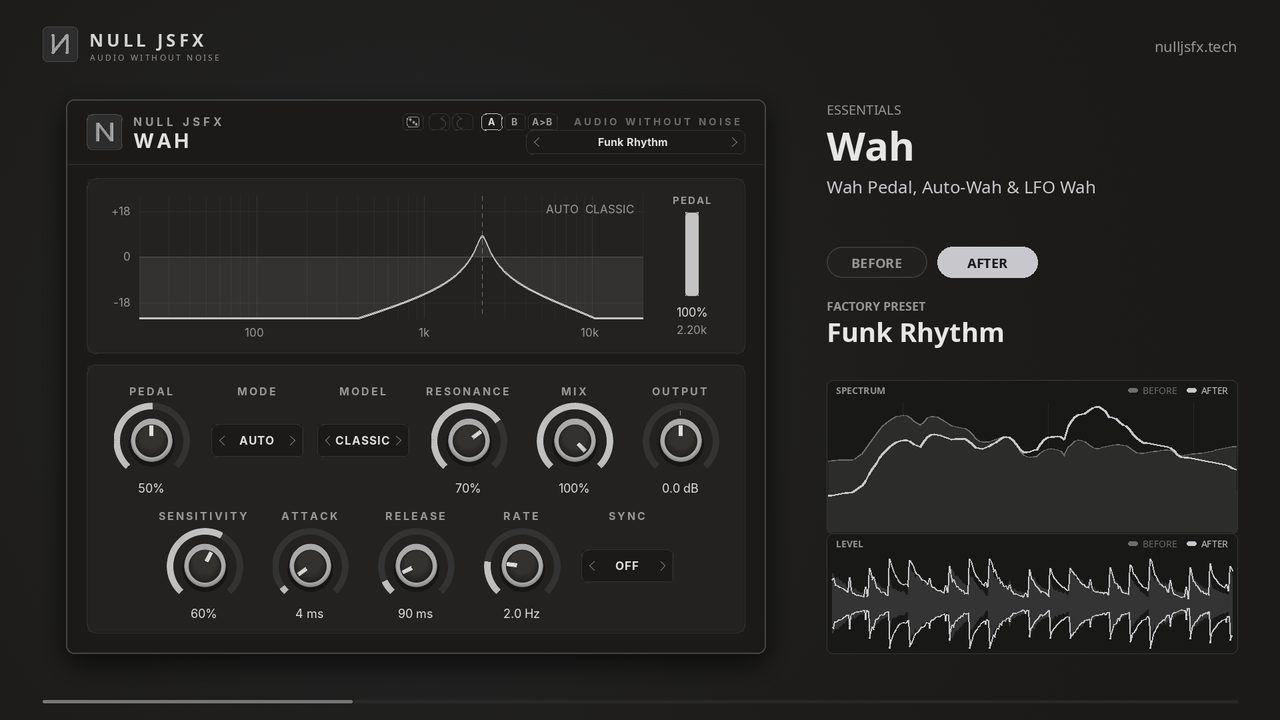 NULL JSFX
AUDIO WITHOUT NOISE
nulljsfx.tech
NULL JSFX
WAH
A B A>B
AUDIO WITHOUT NOISE
Funk Rhythm
+18
0
-18
100 1k 10k
AUTO CLASSIC
PEDAL
100%
2.20k
PEDAL MODE MODEL RESONANCE MIX OUTPUT
AUTO CLASSIC
50% 70% 100% 0.0 dB
SENSITIVITY ATTACK RELEASE RATE SYNC
OFF
60% 4 ms 90 ms 2.0 Hz
ESSENTIALS
Wah
Wah Pedal, Auto-Wah & LFO Wah
BEFORE AFTER
FACTORY PRESET
Funk Rhythm
SPECTRUM BEFORE AFTER
LEVEL BEFORE AFTER